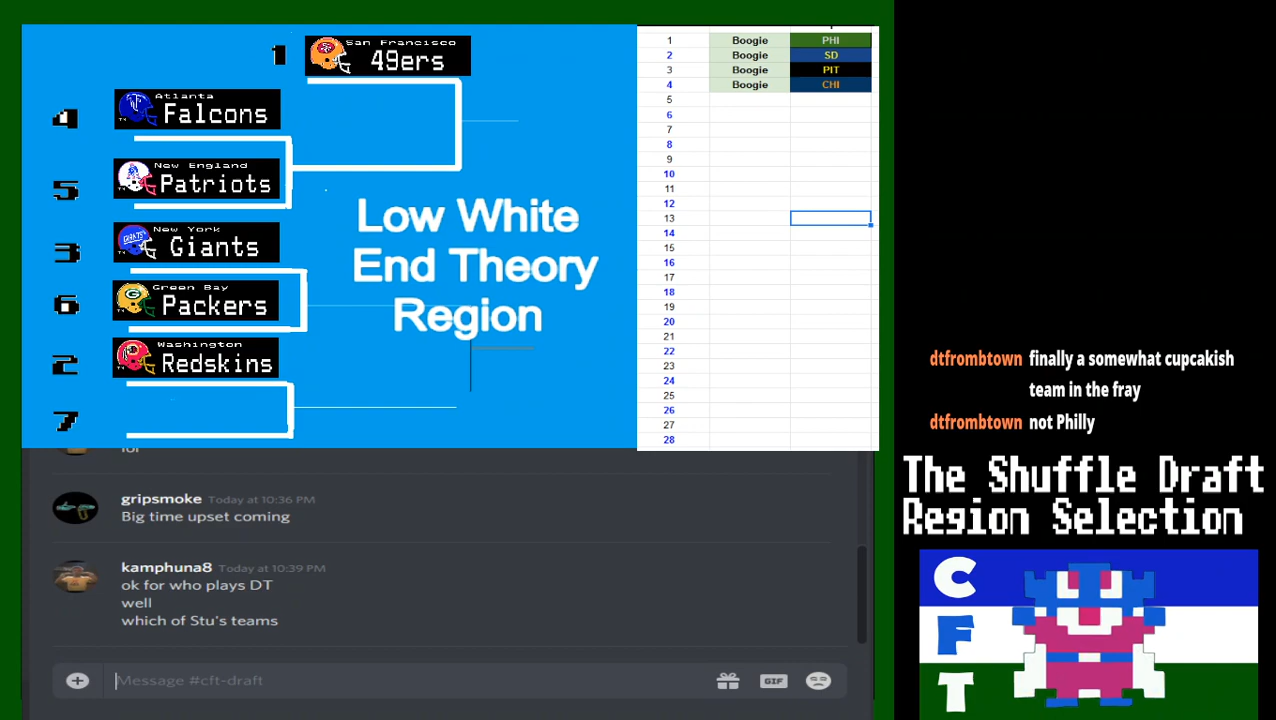 1
San Francisco
49ers
4
Atlanta
Falcons
5
New England
Patriots
3
New York
Giants
6
Green Bay
Packers
2
Washington
Redskins
7
Low White
End Theory
Region
1 Boogie PHI
2 Boogie SD
3 Boogie PIT
4 Boogie CHI
5
6
7
8
9
10
11
12
13
14
15
16
17
18
19
20
21
22
23
24
25
26
27
28
gripsmoke Today at 10:36 PM
Big time upset coming
kamphuna8 Today at 10:39 PM
ok for who plays DT
well
which of Stu's teams
Message #cft-draft
GIF
dtfrombtown finally a somewhat cupcakish
team in the fray
dtfrombtown not Philly
The Shuffle Draft
Region Selection
C
F
T